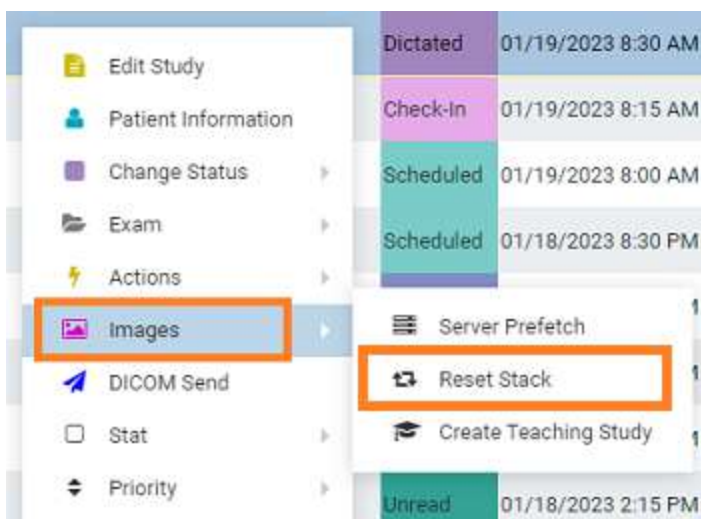 Edit Study
Patient Information
Change Status
Exam
Actions
Images
DICOM Send
Stat
Priority
Server Prefetch
Reset Stack
Create Teaching Study
Dictated 01/19/2023 8:30 AM
Check-In 01/19/2023 8:15 AM
Scheduled 01/19/2023 8:00 AM
Scheduled 01/18/2023 8:30 PM
Unread 01/18/2023 2:15 PM